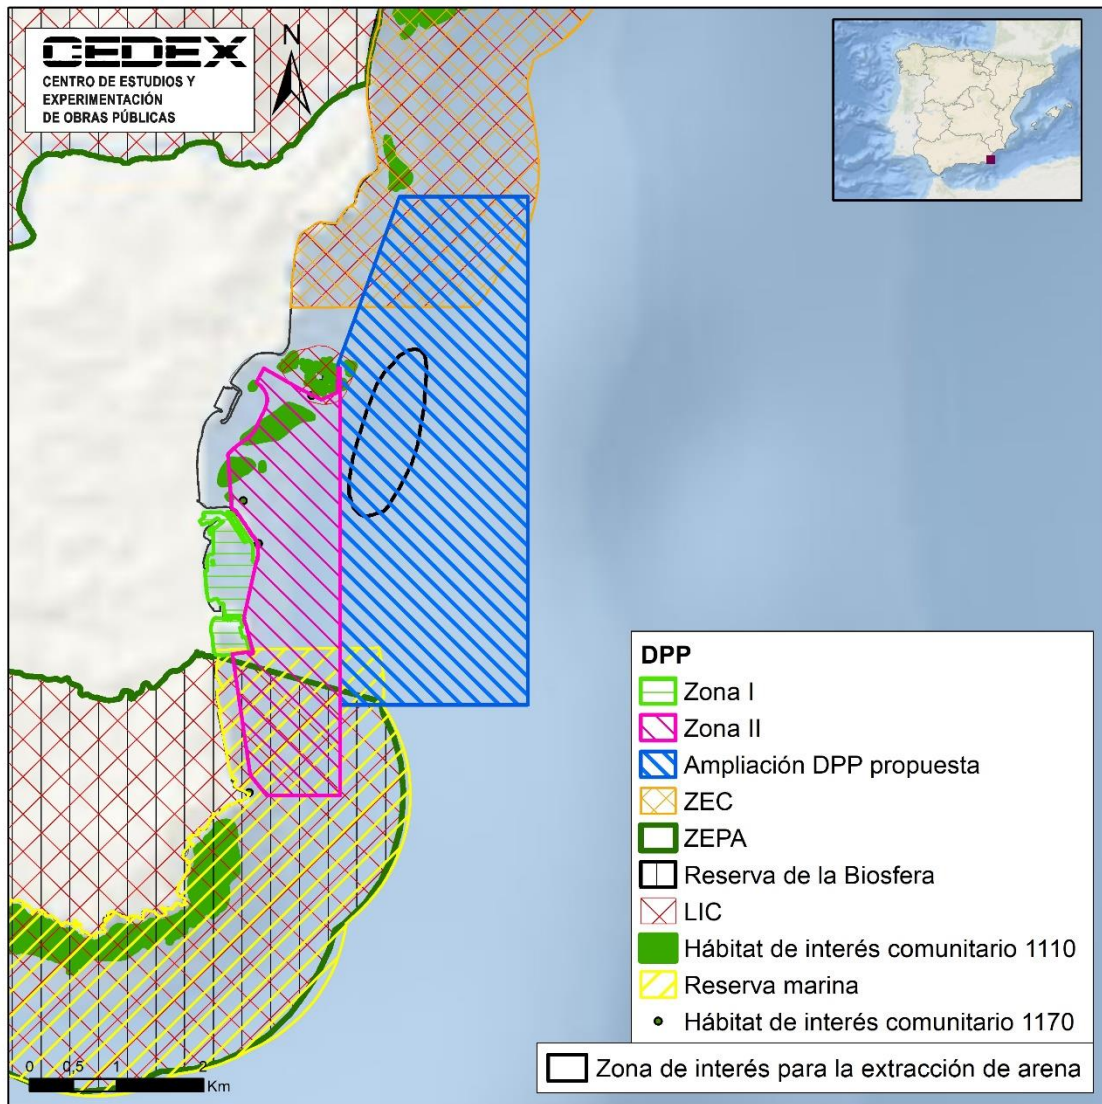 CEDEX
CENTRO DE ESTUDIOS Y
EXPERIMENTACIÓN
DE OBRAS PÚBLICAS
N
DPP
Zona I
Zona II
Ampliación DPP propuesta
ZEC
ZEPA
Reserva de la Biosfera
LIC
Hábitat de interés comunitario 1110
Reserva marina
Hábitat de interés comunitario 1170
Zona de interés para la extracción de arena
0 0,5 1 2
Km